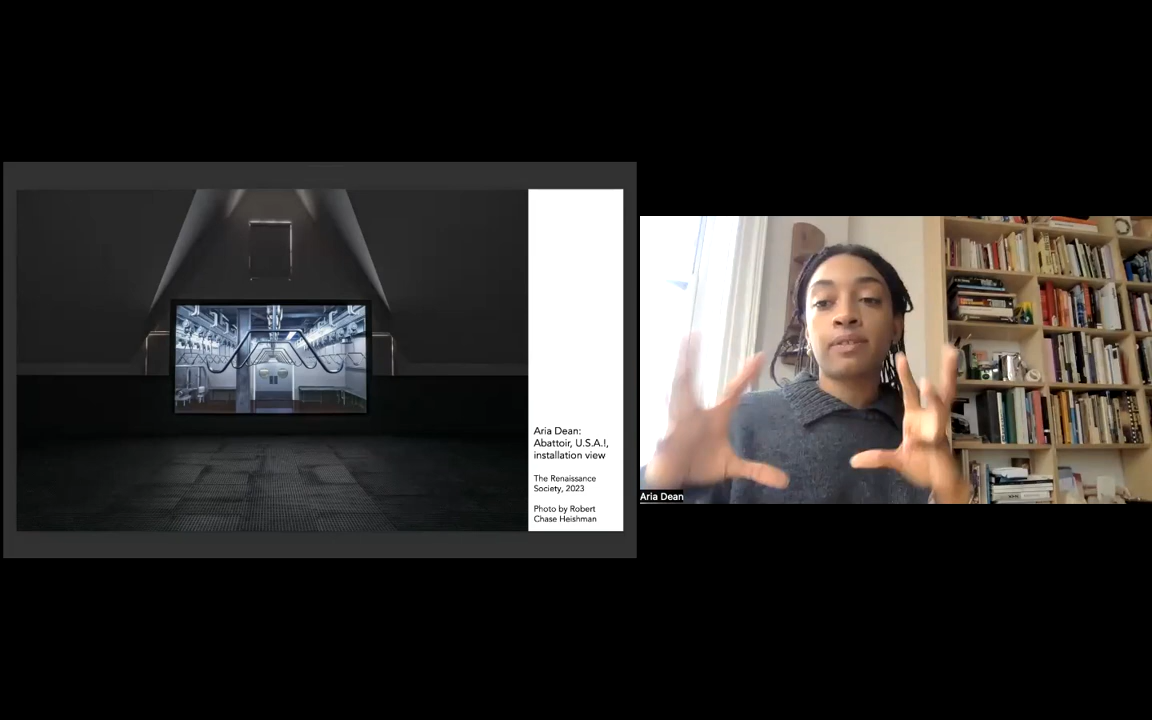 Aria Dean:
Abattoir, U.S.A.!,
installation view
The Renaissance
Society, 2023
Photo by Robert
Chase Heishman
Aria Dean